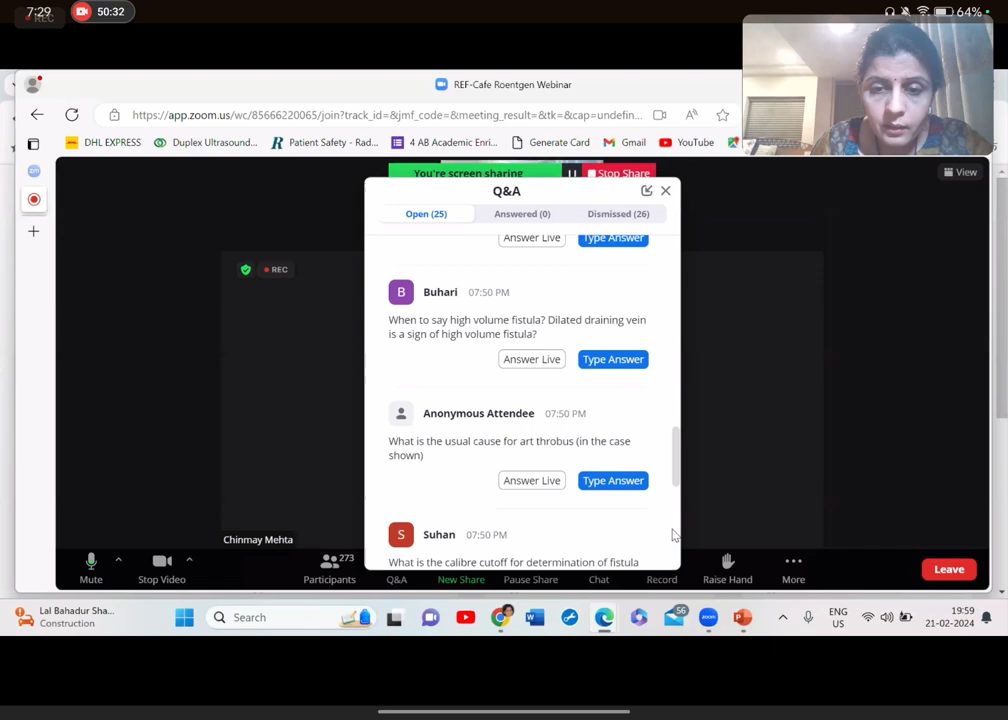 7:29
REC
50:32
64%
REF-Cafe Roentgen Webinar
https://app.zoom.us/wc/85666220065/join?track_id=&jmf_code=&meeting_result=&tk=&cap=undefin...
DHL EXPRESS
Duplex Ultrasound...
Patient Safety - Rad...
4 AB Academic Enri...
Generate Card
Gmail
YouTube
You're screen sharing
Stop Share
View
Q&A
Open (25)
Answered (0)
Dismissed (26)
Answer Live
Type Answer
REC
B
Buhari
07:50 PM
When to say high volume fistula? Dilated draining vein
is a sign of high volume fistula?
Answer Live
Type Answer
Anonymous Attendee
07:50 PM
What is the usual cause for art throbus (in the case
shown)
Answer Live
Type Answer
S
Suhan
07:50 PM
What is the calibre cutoff for determination of fistula
Chinmay Mehta
Mute
Stop Video
273
Participants
Q&A
New Share
Pause Share
Chat
Record
Raise Hand
More
Leave
Lal Bahadur Sha...
Construction
Search
56
zoom
ENG
US
19:59
21-02-2024